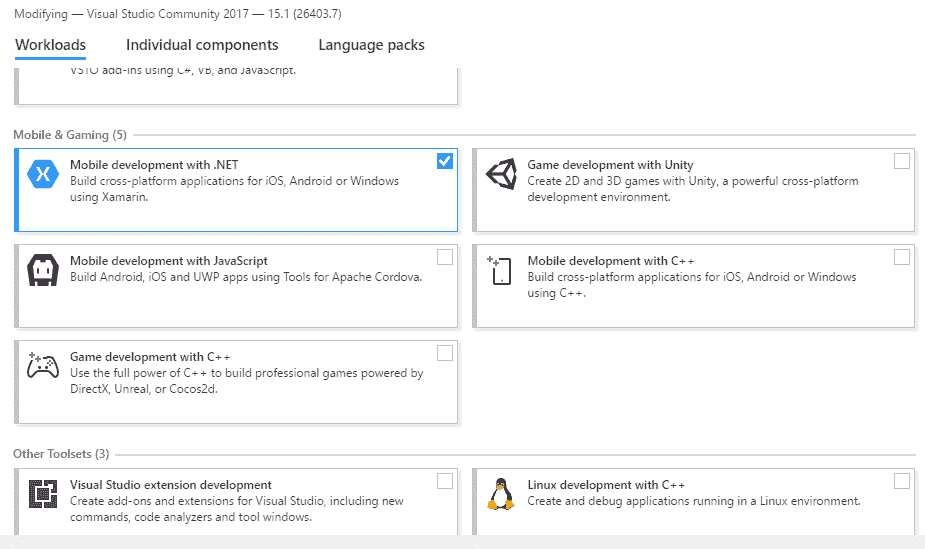 Modifying — Visual Studio Community 2017 — 15.1 (26403.7)
Workloads Individual components Language packs
VSTO add-ins using C#, VB, and JavaScript.
Mobile & Gaming (5)
Mobile development with .NET
Build cross-platform applications for iOS, Android or Windows
using Xamarin.
Game development with Unity
Create 2D and 3D games with Unity, a powerful cross-platform
development environment.
Mobile development with JavaScript
Build Android, iOS and UWP apps using Tools for Apache Cordova.
Mobile development with C++
Build cross-platform applications for iOS, Android or Windows
using C++.
Game development with C++
Use the full power of C++ to build professional games powered by
DirectX, Unreal, or Cocos2d.
Other Toolsets (3)
Visual Studio extension development
Create add-ons and extensions for Visual Studio, including new
commands, code analyzers and tool windows.
Linux development with C++
Create and debug applications running in a Linux environment.